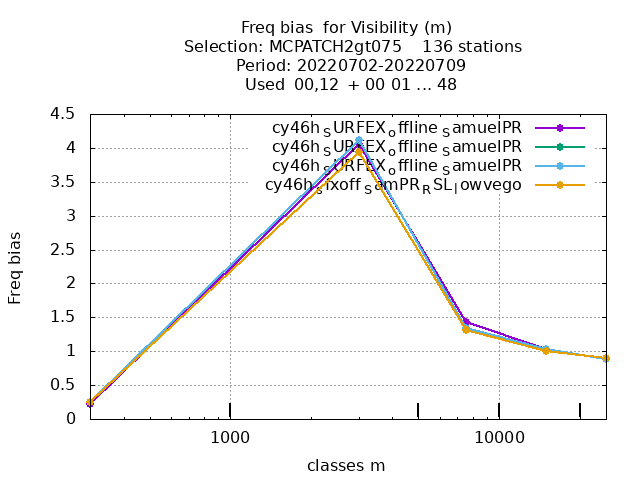 Freq bias  for Visibility (m)
Selection: MCPATCH2gt075    136 stations
Period: 20220702-20220709
Used  00,12  + 00 01 ... 48
cy46h_SURFEX_offline_SamuelPR
cy46h_SURFEX_offline_SamuelPR
cy46h_SURFEX_offline_SamuelPR
cy46h_sfxoff_SamPR_RSL_lowvego
4.5
4
3.5
3
2.5
2
1.5
1
0.5
0
Freq bias
1000
10000
classes m